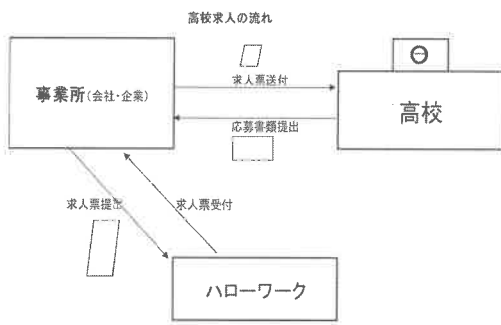 高校求人の流れ
求人票送付
事業所(会社・企業)
高校
応募書類提出
求人票提出
求人票受付
ハローワーク